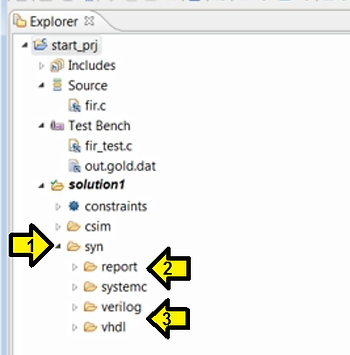 Explorer
start_prj
Includes
Source
fir.c
Test Bench
fir_test.c
out.gold.dat
solution1
constraints
csim
1 syn
report 2
systemc
verilog
3
vhdl